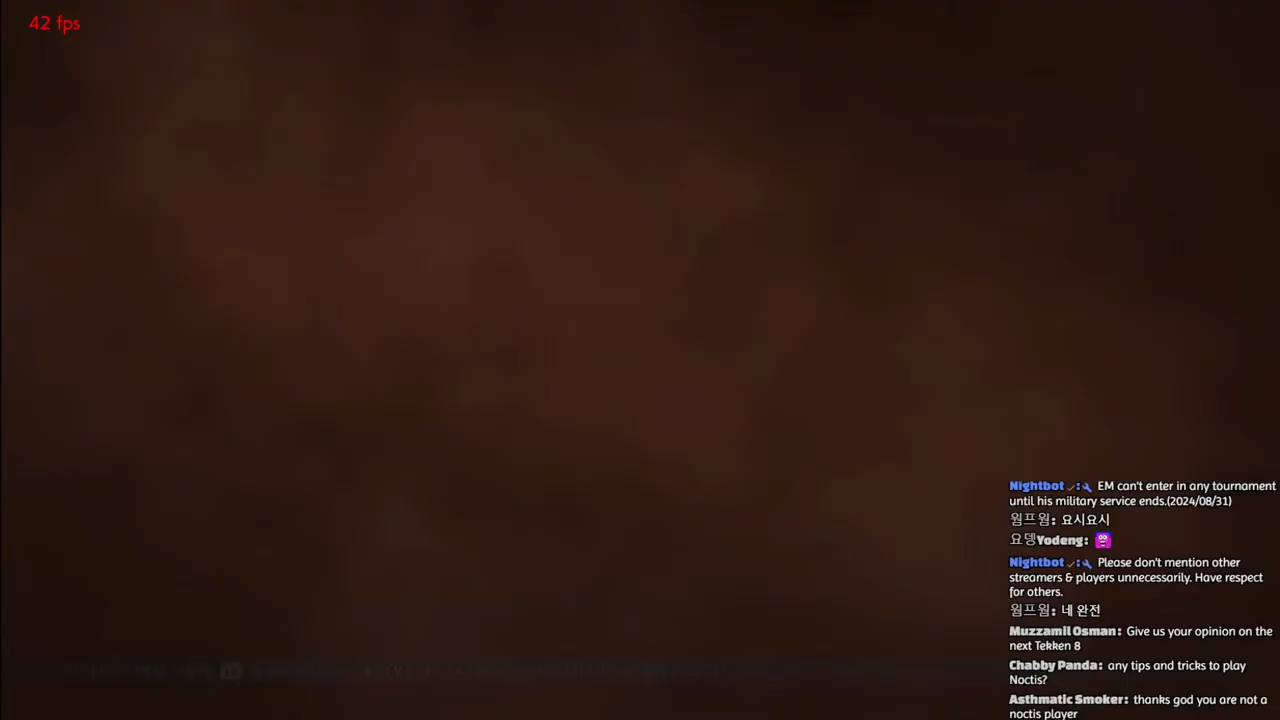 42 fps
Nightbot: EM can't enter in any tournament
until his military service ends.(2024/08/31)
웜프웜: 요시요시
요뎅Yodeng:
Nightbot: Please don't mention other
streamers & players unnecessarily. Have respect
for others.
웜프웜: 네 완전
Muzzamil Osman: Give us your opinion on the
next Tekken 8
Chabby Panda: any tips and tricks to play
Noctis?
Asthmatic Smoker: thanks god you are not a
noctis player